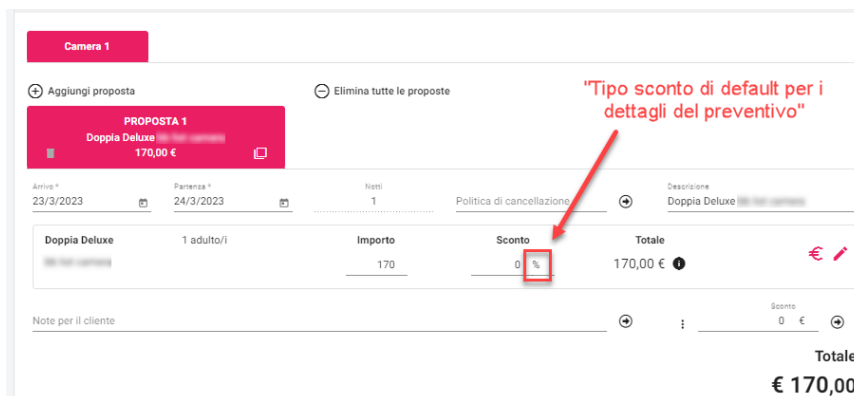 Camera 1
Aggiungi proposta
Elimina tutte le proposte
"Tipo sconto di default per i
dettagli del preventivo"
PROPOSTA 1
Doppia Deluxe
170,00 €
Arrivo *
Partenza *
Notti
Descrizione
23/3/2023
24/3/2023
1
Politica di cancellazione
Doppia Deluxe
Doppia Deluxe
1 adulto/i
Importo
Sconto
Totale
170
0 %
170,00 €
€
Note per il cliente
Sconto
0 €
Totale
€ 170,00